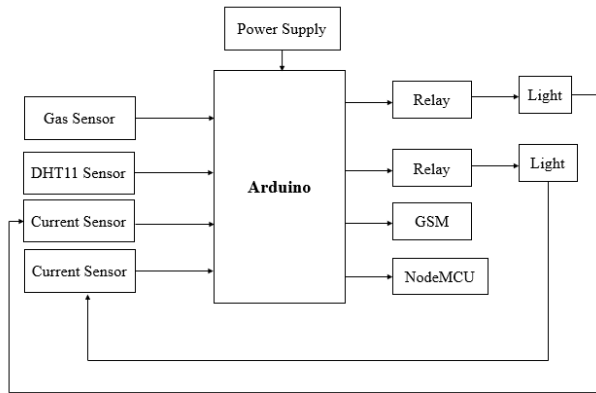 Power Supply
Gas Sensor
DHT11 Sensor
Current Sensor
Current Sensor
Arduino
Relay
Light
Relay
Light
GSM
NodeMCU